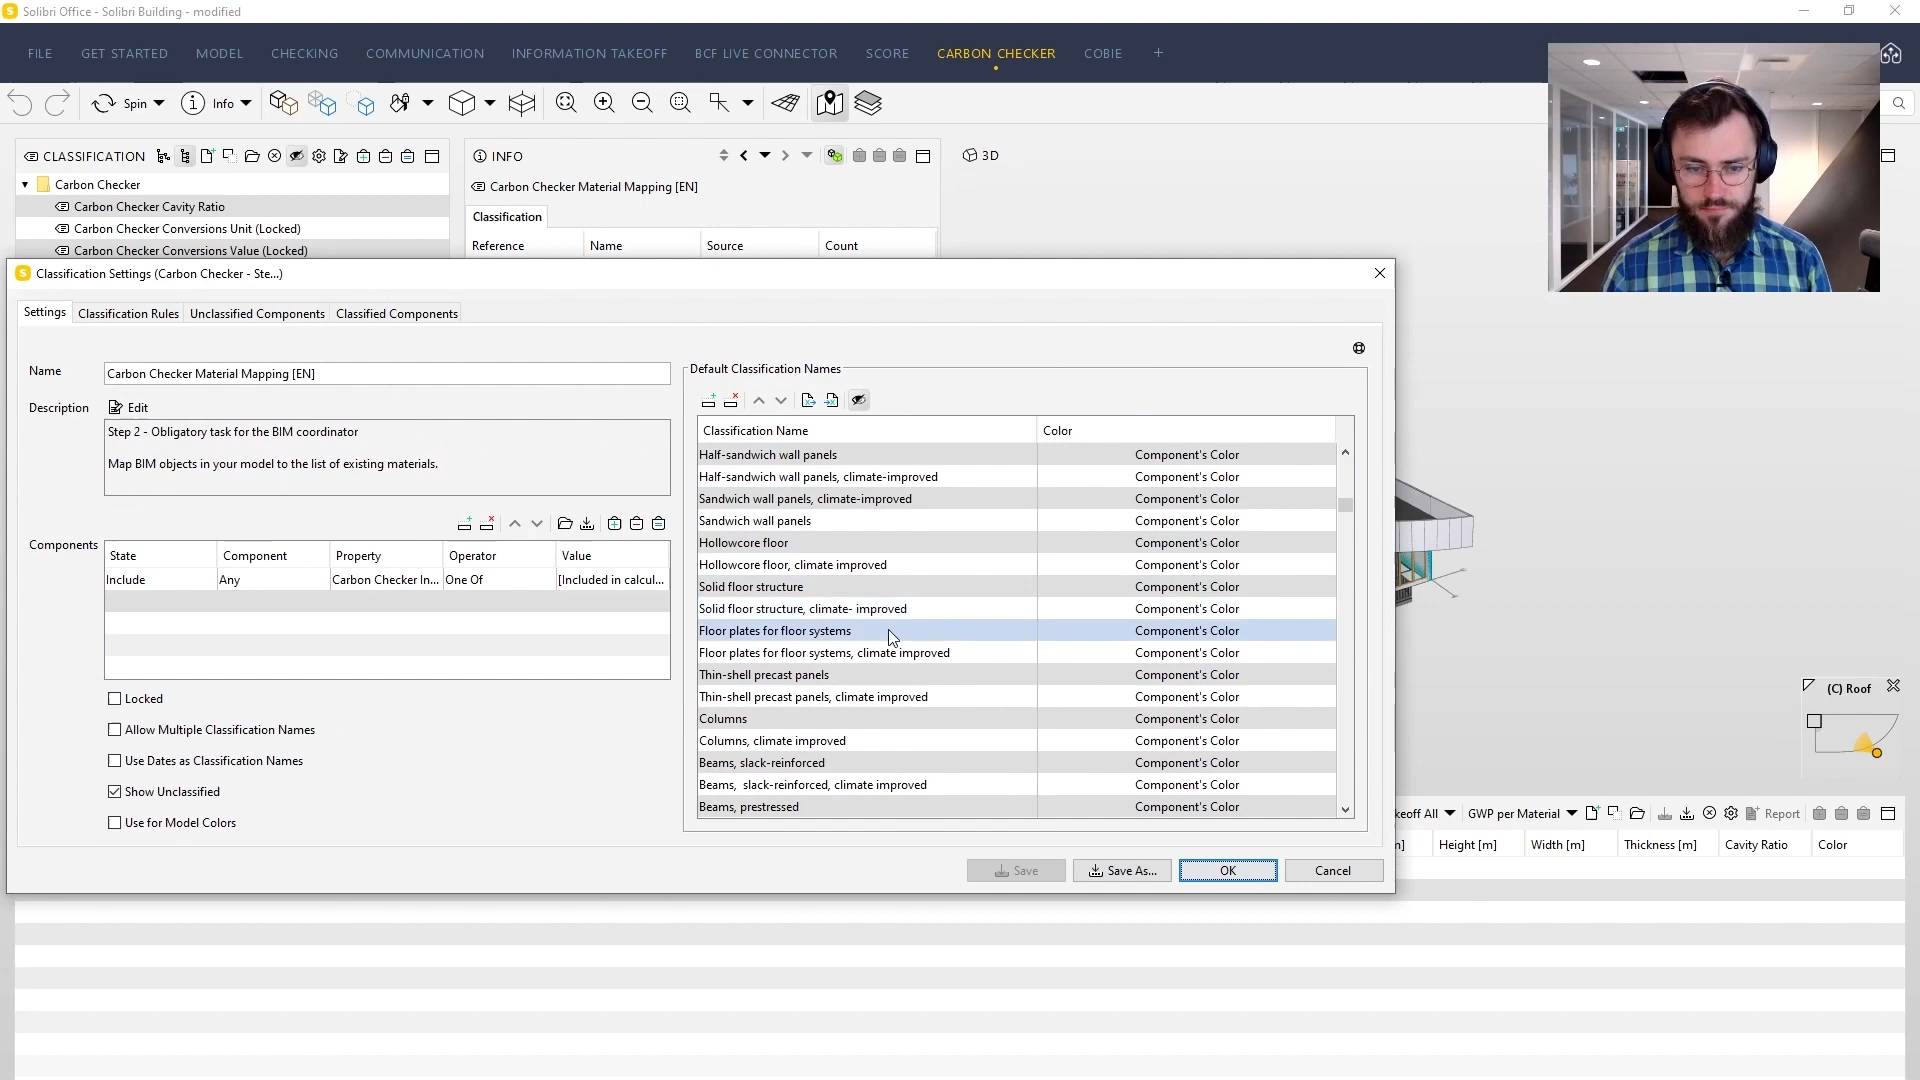 Solibri Office - Solibri Building - modified
FILE GET STARTED MODEL CHECKING COMMUNICATION INFORMATION TAKEOFF BCF LIVE CONNECTOR SCORE CARBON CHECKER COBIE +
Spin Info
CLASSIFICATION
Carbon Checker
Carbon Checker Cavity Ratio
Carbon Checker Conversions Unit (Locked)
Carbon Checker Conversions Value (Locked)
INFO
Carbon Checker Material Mapping [EN]
Classification
Reference Name Source Count
3D
Classification Settings (Carbon Checker - Ste...)
Settings Classification Rules Unclassified Components Classified Components
Name Carbon Checker Material Mapping [EN]
Description Edit
Step 2 - Obligatory task for the BIM coordinator
Map BIM objects in your model to the list of existing materials.
Components
State Component Property Operator Value
Include Any Carbon Checker In... One Of [Included in calcul...
Locked
Allow Multiple Classification Names
Use Dates as Classification Names
Show Unclassified
Use for Model Colors
Default Classification Names
Classification Name Color
Half-sandwich wall panels Component's Color
Half-sandwich wall panels, climate-improved Component's Color
Sandwich wall panels, climate-improved Component's Color
Sandwich wall panels Component's Color
Hollowcore floor Component's Color
Hollowcore floor, climate improved Component's Color
Solid floor structure Component's Color
Solid floor structure, climate- improved Component's Color
Floor plates for floor systems Component's Color
Floor plates for floor systems, climate improved Component's Color
Thin-shell precast panels Component's Color
Thin-shell precast panels, climate improved Component's Color
Columns Component's Color
Columns, climate improved Component's Color
Beams, slack-reinforced Component's Color
Beams,  slack-reinforced, climate improved Component's Color
Beams, prestressed Component's Color
Save Save As... OK Cancel
(C) Roof
keoff All GWP per Material Report
m] Height [m] Width [m] Thickness [m] Cavity Ratio Color